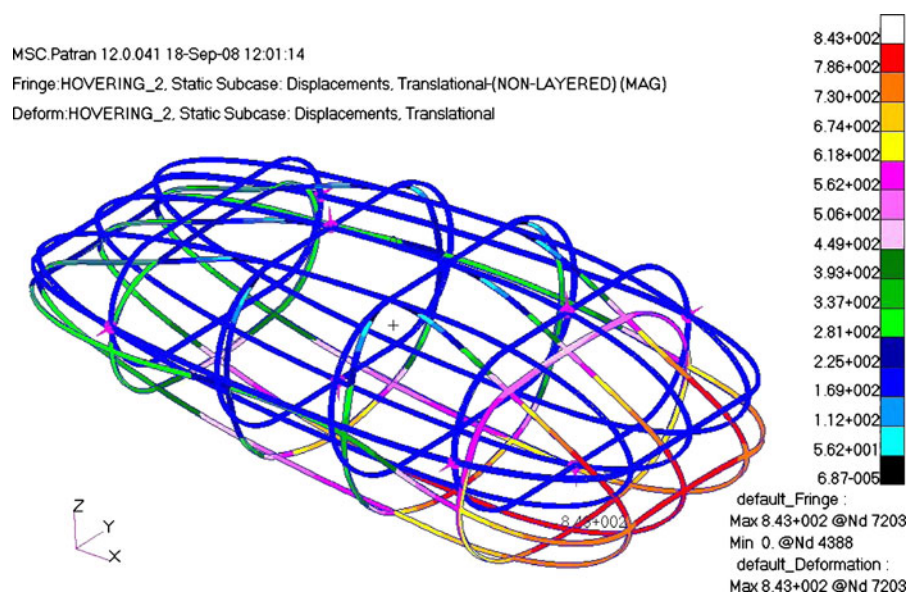 MSC.Patran 12.0.041 18-Sep-08 12:01:14
Fringe:HOVERING_2, Static Subcase: Displacements, Translational-(NON-LAYERED) (MAG)
Deform:HOVERING_2, Static Subcase: Displacements, Translational
8.43+002
7.86+002
7.30+002
6.74+002
6.18+002
5.62+002
5.06+002
4.49+002
3.93+002
3.37+002
2.81+002
2.25+002
1.69+002
1.12+002
5.62+001
6.87-005
8.43+002
Z
Y
X
default_Fringe :
Max 8.43+002 @Nd 7203
Min 0. @Nd 4388
default_Deformation :
Max 8.43+002 @Nd 7203